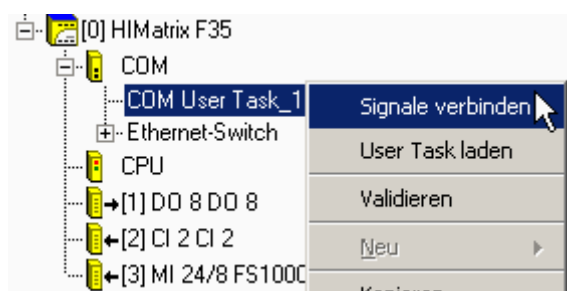 [0] HIMatrix F35
COM
COM User Task_1
Ethernet-Switch
CPU
[1] DO 8 DO 8
[2] CI 2 CI 2
[3] MI 24/8 FS1000
Signale verbinden
User Task laden
Validieren
Neu